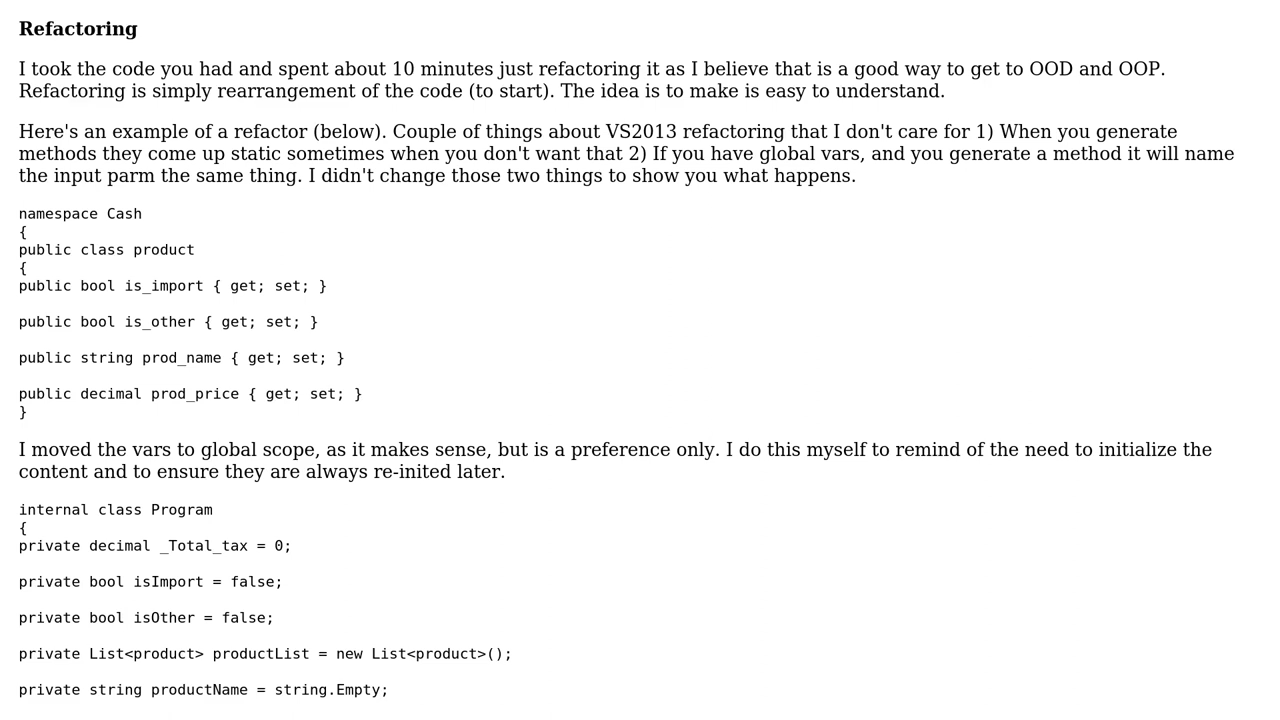 Refactoring
I took the code you had and spent about 10 minutes just refactoring it as I believe that is a good way to get to OOD and OOP.
Refactoring is simply rearrangement of the code (to start). The idea is to make is easy to understand.
Here's an example of a refactor (below). Couple of things about VS2013 refactoring that I don't care for 1) When you generate
methods they come up static sometimes when you don't want that 2) If you have global vars, and you generate a method it will name
the input parm the same thing. I didn't change those two things to show you what happens.
namespace Cash
{
public class product
{
public bool is_import { get; set; }
public bool is_other { get; set; }
public string prod_name { get; set; }
public decimal prod_price { get; set; }
}
I moved the vars to global scope, as it makes sense, but is a preference only. I do this myself to remind of the need to initialize the
content and to ensure they are always re-inited later.
internal class Program
{
private decimal _Total_tax = 0;
private bool isImport = false;
private bool isOther = false;
private List<product> productList = new List<product>();
private string productName = string.Empty;